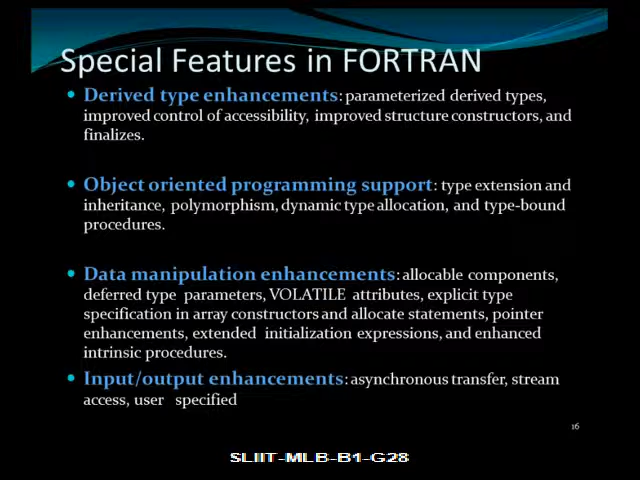 Special Features in FORTRAN
• Derived type enhancements: parameterized derived types,
improved control of accessibility, improved structure constructors, and
finalizes.
• Object oriented programming support: type extension and
inheritance, polymorphism, dynamic type allocation, and type-bound
procedures.
• Data manipulation enhancements: allocable components,
deferred type parameters, VOLATILE attributes, explicit type
specification in array constructors and allocate statements, pointer
enhancements, extended initialization expressions, and enhanced
intrinsic procedures.
• Input/output enhancements: asynchronous transfer, stream
access, user specified
16
SLIIT-MLB-B1-G28